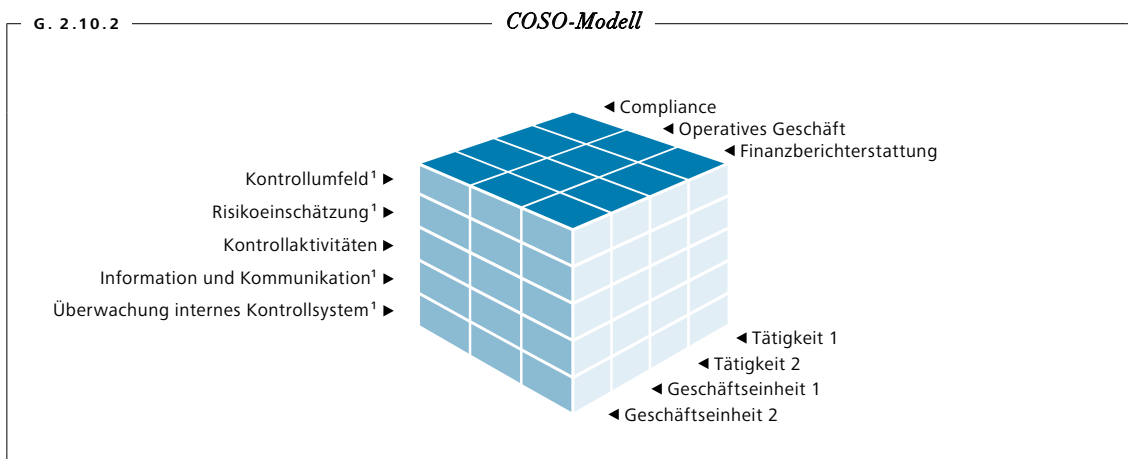 G. 2.10.2
COSO-Modell
◄ Compliance
◄ Operatives Geschäft
◄ Finanzberichterstattung
Kontrollumfeld¹ ►
Risikoeinschätzung¹ ►
Kontrollaktivitäten ►
Information und Kommunikation¹ ►
Überwachung internes Kontrollsystem¹ ►
◄ Tätigkeit 1
◄ Tätigkeit 2
◄ Geschäftseinheit 1
◄ Geschäftseinheit 2